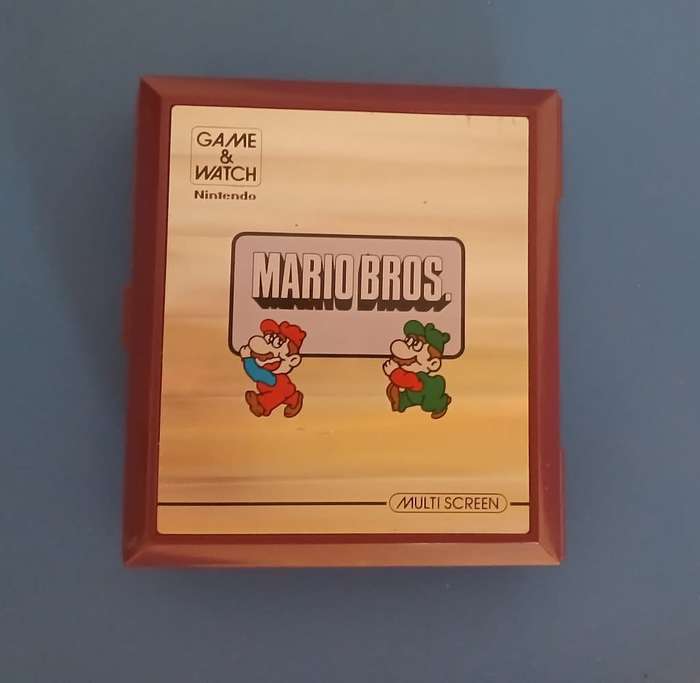 GAME
&
WATCH
Nintendo
MARIO BROS.
MULTI SCREEN